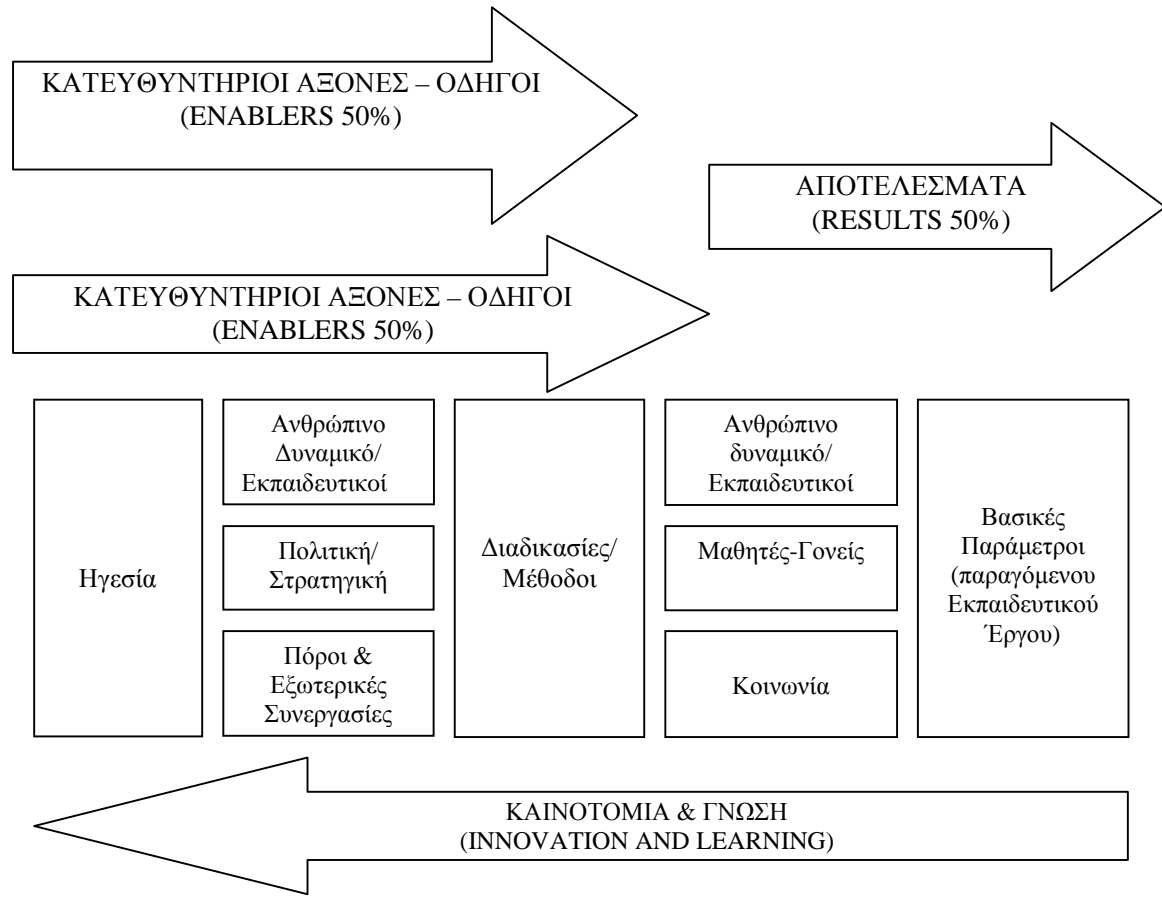 ΚΑΤΕΥΘΥΝΤΗΡΙΟΙ ΑΞΟΝΕΣ – ΟΔΗΓΟΙ
(ENABLERS 50%)
ΑΠΟΤΕΛΕΣΜΑΤΑ
(RESULTS 50%)
ΚΑΤΕΥΘΥΝΤΗΡΙΟΙ ΑΞΟΝΕΣ – ΟΔΗΓΟΙ
(ENABLERS 50%)
Ηγεσία
Ανθρώπινο
Δυναμικό/
Εκπαιδευτικοί
Πολιτική/
Στρατηγική
Πόροι &
Εξωτερικές
Συνεργασίες
Διαδικασίες/
Μέθοδοι
Ανθρώπινο
δυναμικό/
Εκπαιδευτικοί
Μαθητές-Γονείς
Κοινωνία
Βασικές
Παράμετροι
(παραγόμενου
Εκπαιδευτικού
Έργου)
ΚΑΙΝΟΤΟΜΙΑ & ΓΝΩΣΗ
(INNOVATION AND LEARNING)